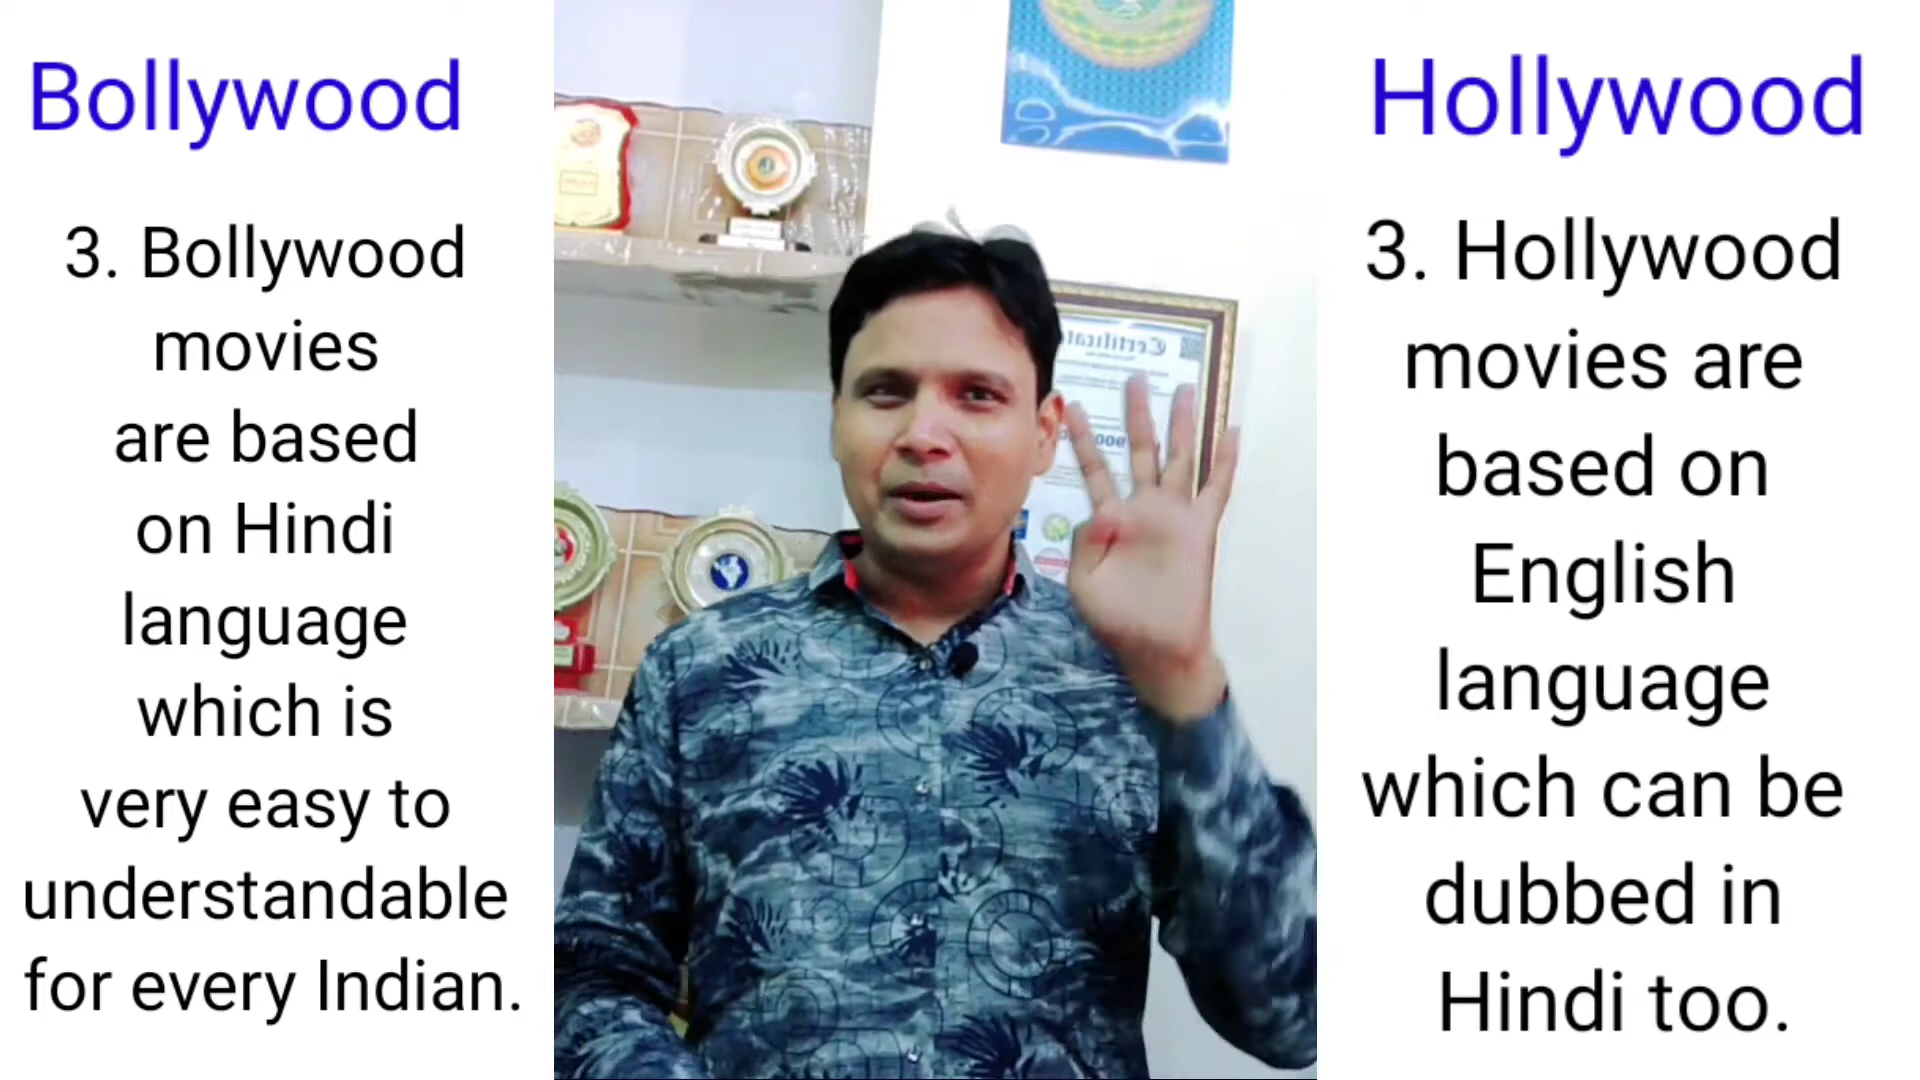 Bollywood
3. Bollywood
movies
are based
on Hindi
language
which is
very easy to
understandable
for every Indian.
Certificate
Hollywood
3. Hollywood
movies are
based on
English
language
which can be
dubbed in
Hindi too.